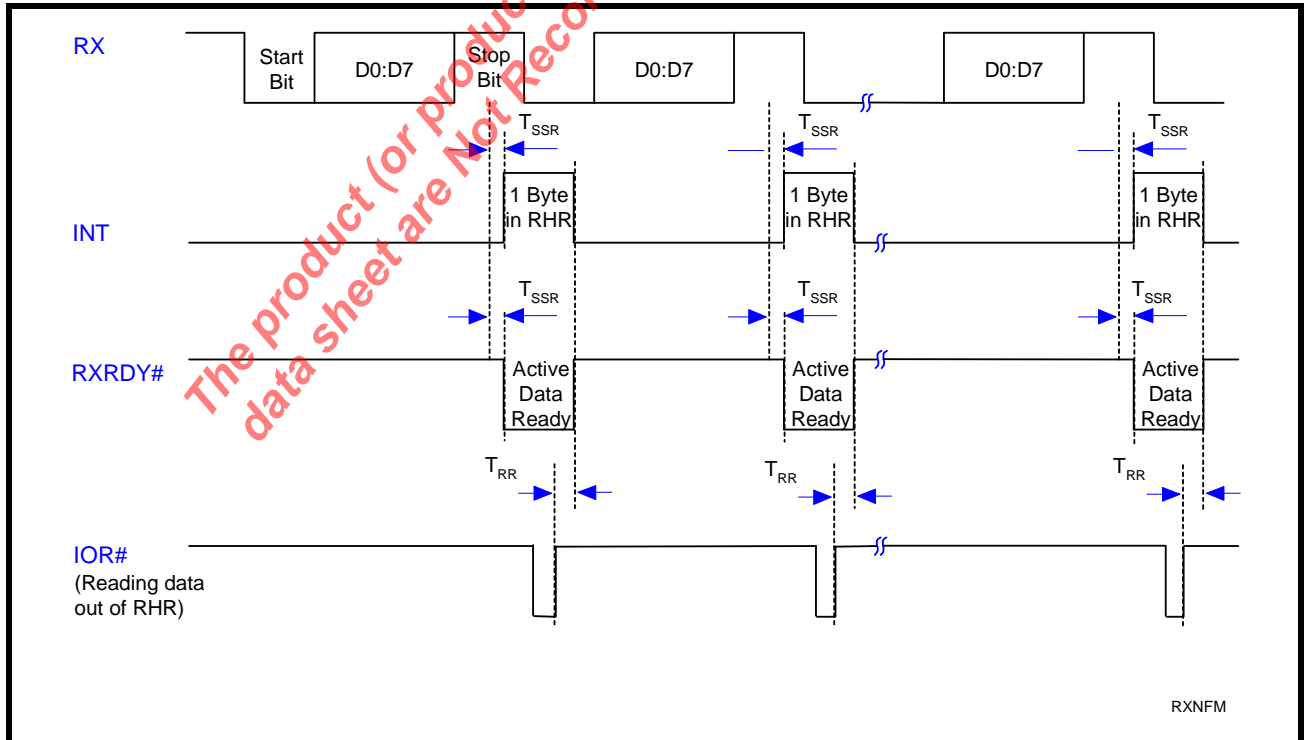 RX
Start
Bit
D0:D7
Stop
Bit
D0:D7
D0:D7
TSSR
TSSR
TSSR
INT
1 Byte
in RHR
1 Byte
in RHR
1 Byte
in RHR
TSSR
TSSR
TSSR
RXRDY#
Active
Data
Ready
Active
Data
Ready
Active
Data
Ready
TRR
TRR
TRR
IOR#
(Reading data
out of RHR)
RXNFM
The product (or produc
data sheet are Not Reco